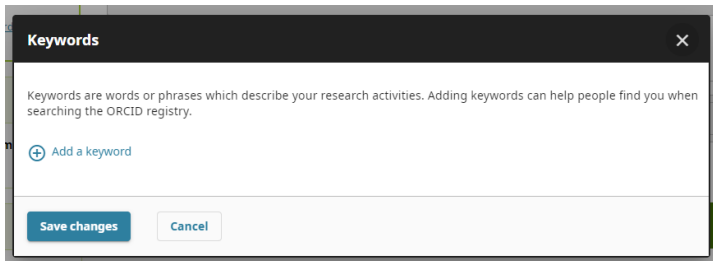 Keywords
Keywords are words or phrases which describe your research activities. Adding keywords can help people find you when
searching the ORCID registry.
Add a keyword
Save changes
Cancel